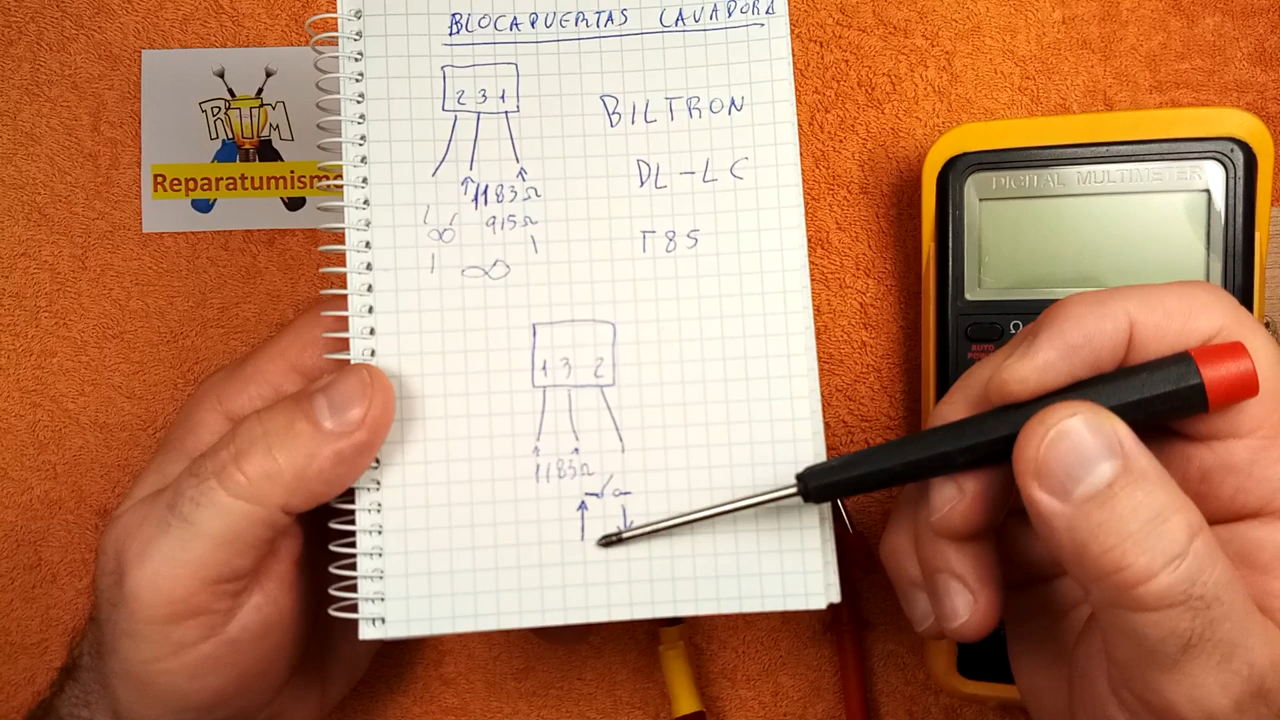 BLOCAPUERTAS LAVADORA
2 3 1
BILTRON
DL-LC
T85
1183Ω
∞ 915Ω
∞
1 3 2
1185Ω
RTM
Reparatumismo
DIGITAL MULTIMETER
Ω
AUTO